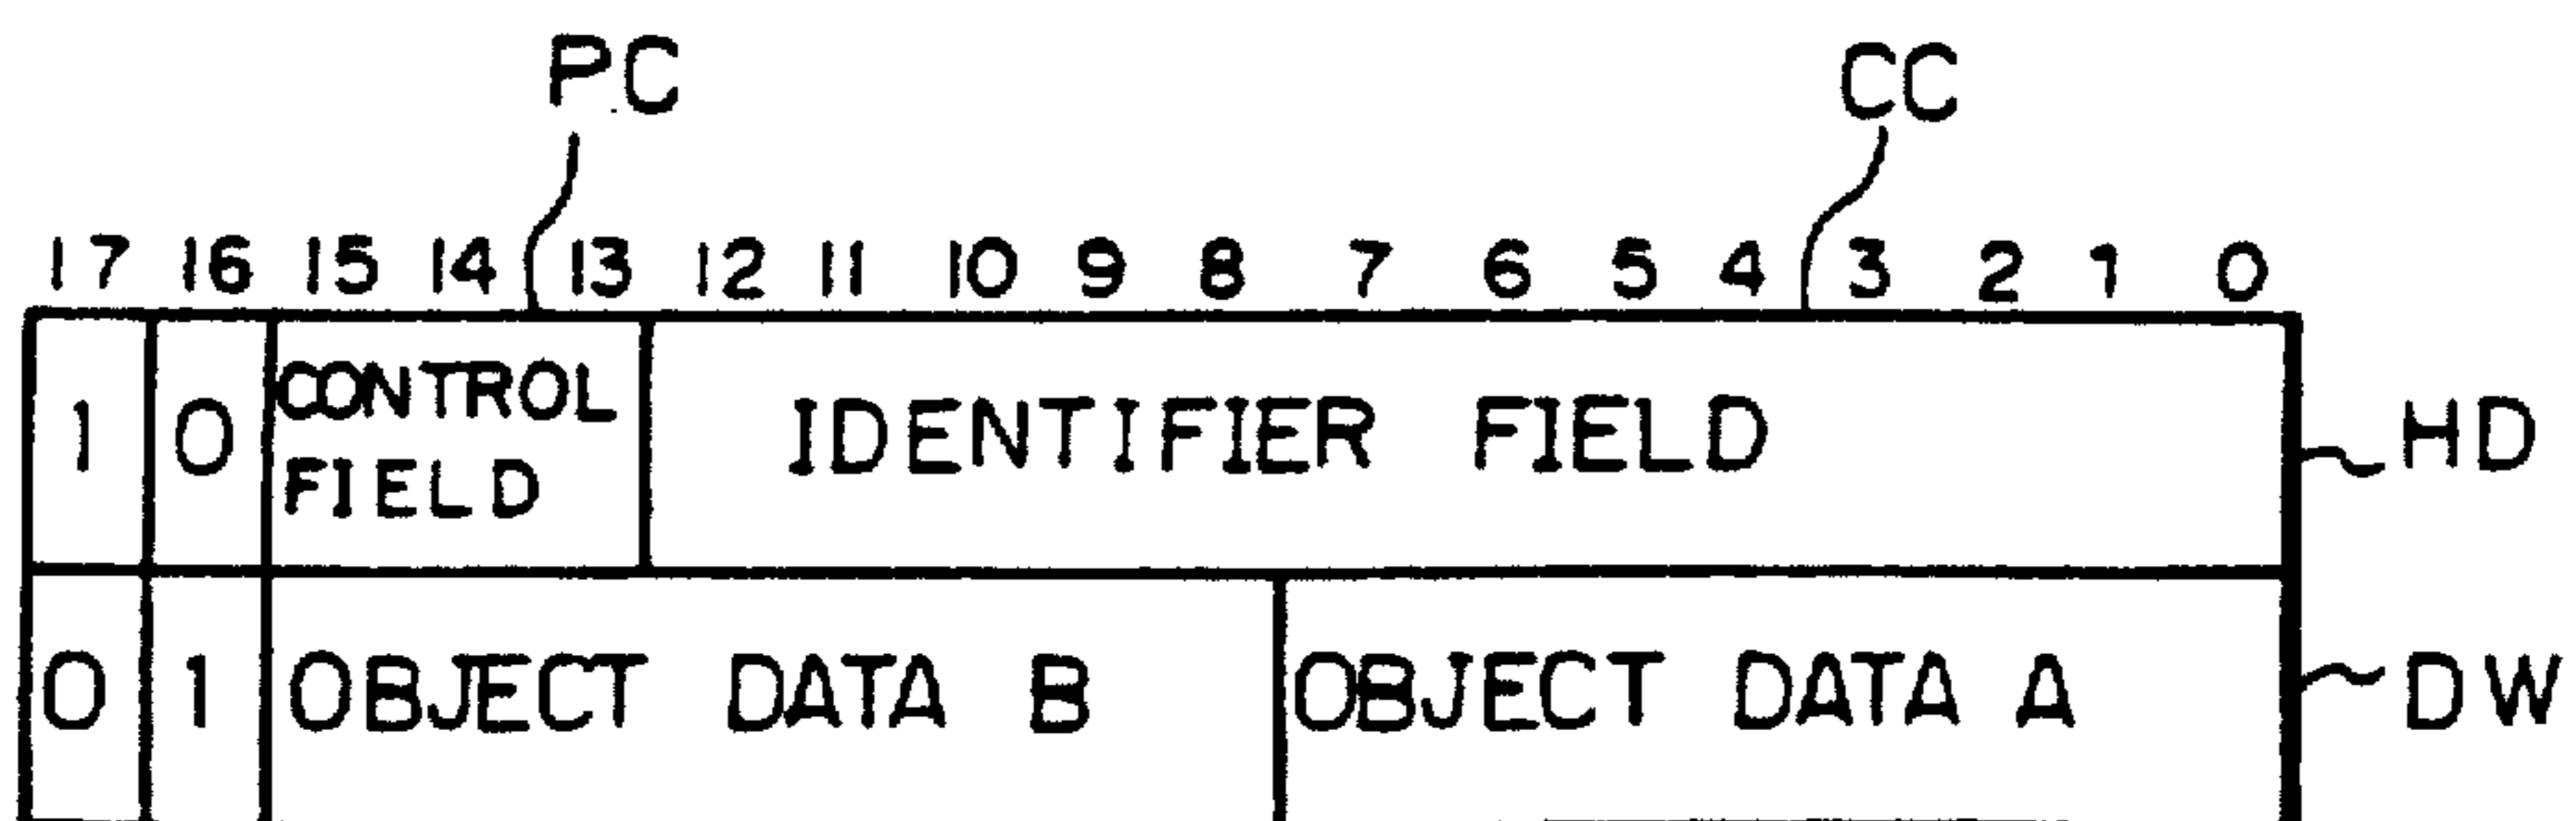 PC CC
17 16 15 14 13 12 11 10 9 8 7 6 5 4 3 2 1 0
1 0 CONTROL FIELD IDENTIFIER FIELD HD
0 1 OBJECT DATA B OBJECT DATA A DW